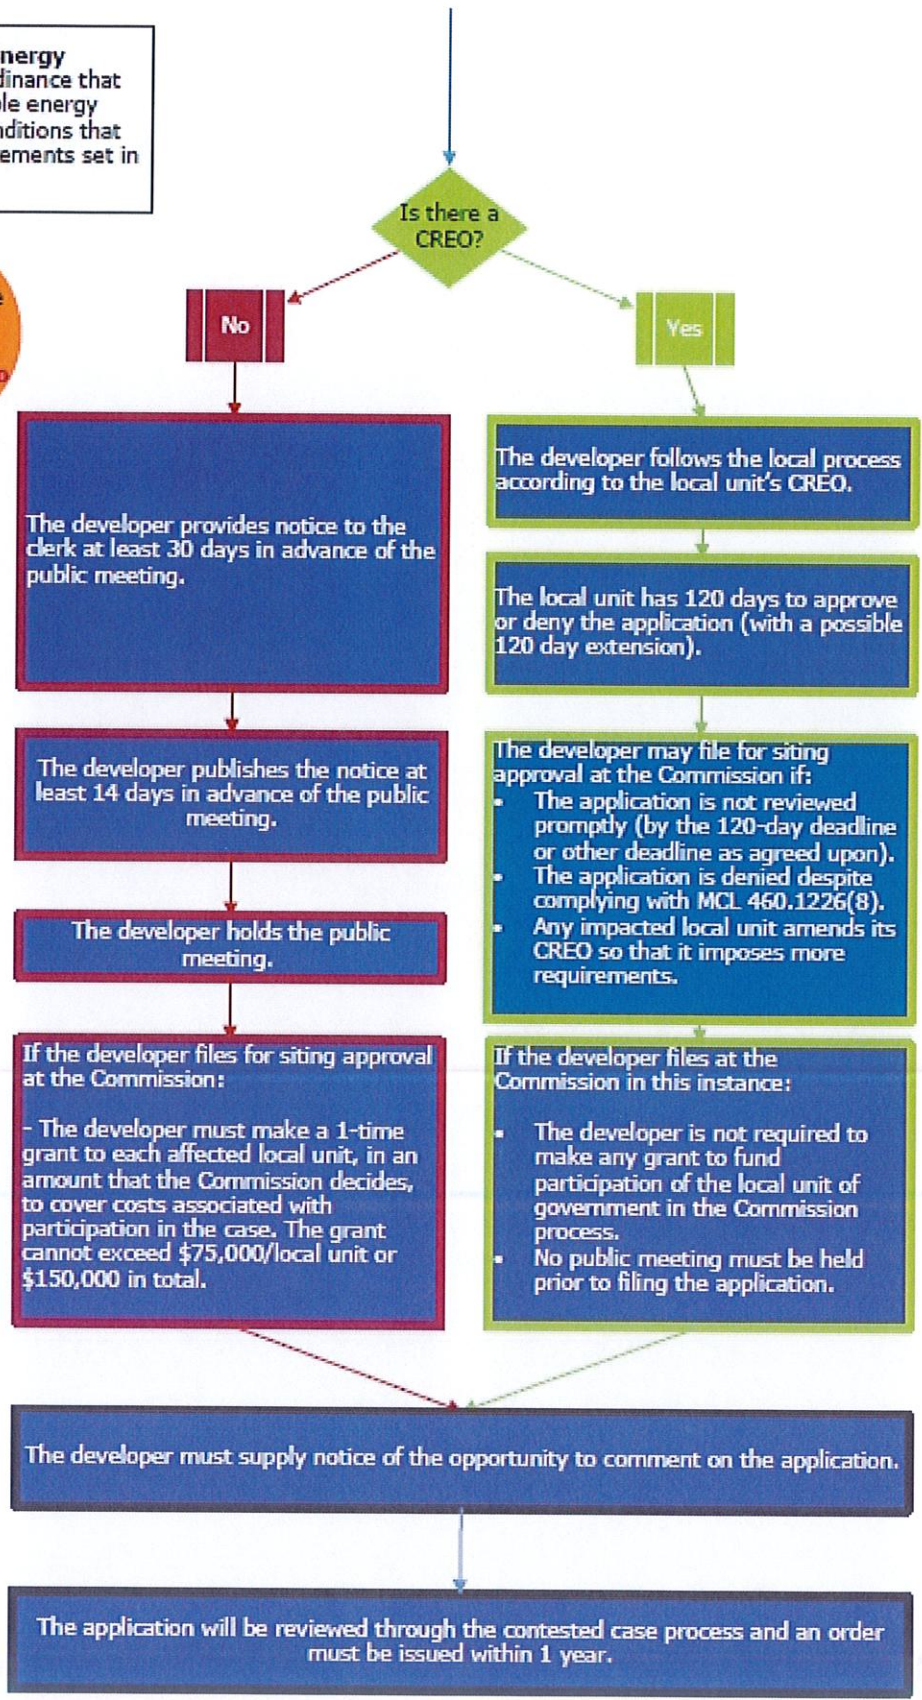 nergy
dinance that
le energy
nditions that
ements set in
Is there a
CREO?
No
Yes
The developer provides notice to the
clerk at least 30 days in advance of the
public meeting.
The developer publishes the notice at
least 14 days in advance of the public
meeting.
The developer holds the public
meeting.
If the developer files for siting approval
at the Commission:
- The developer must make a 1-time
grant to each affected local unit, in an
amount that the Commission decides,
to cover costs associated with
participation in the case. The grant
cannot exceed $75,000/local unit or
$150,000 in total.
The developer follows the local process
according to the local unit's CREO.
The local unit has 120 days to approve
or deny the application (with a possible
120 day extension).
The developer may file for siting
approval at the Commission if:
• The application is not reviewed
promptly (by the 120-day deadline
or other deadline as agreed upon).
• The application is denied despite
complying with MCL 460.1226(8).
• Any impacted local unit amends its
CREO so that it imposes more
requirements.
If the developer files at the
Commission in this instance:
• The developer is not required to
make any grant to fund
participation of the local unit of
government in the Commission
process.
• No public meeting must be held
prior to filing the application.
The developer must supply notice of the opportunity to comment on the application.
The application will be reviewed through the contested case process and an order
must be issued within 1 year.